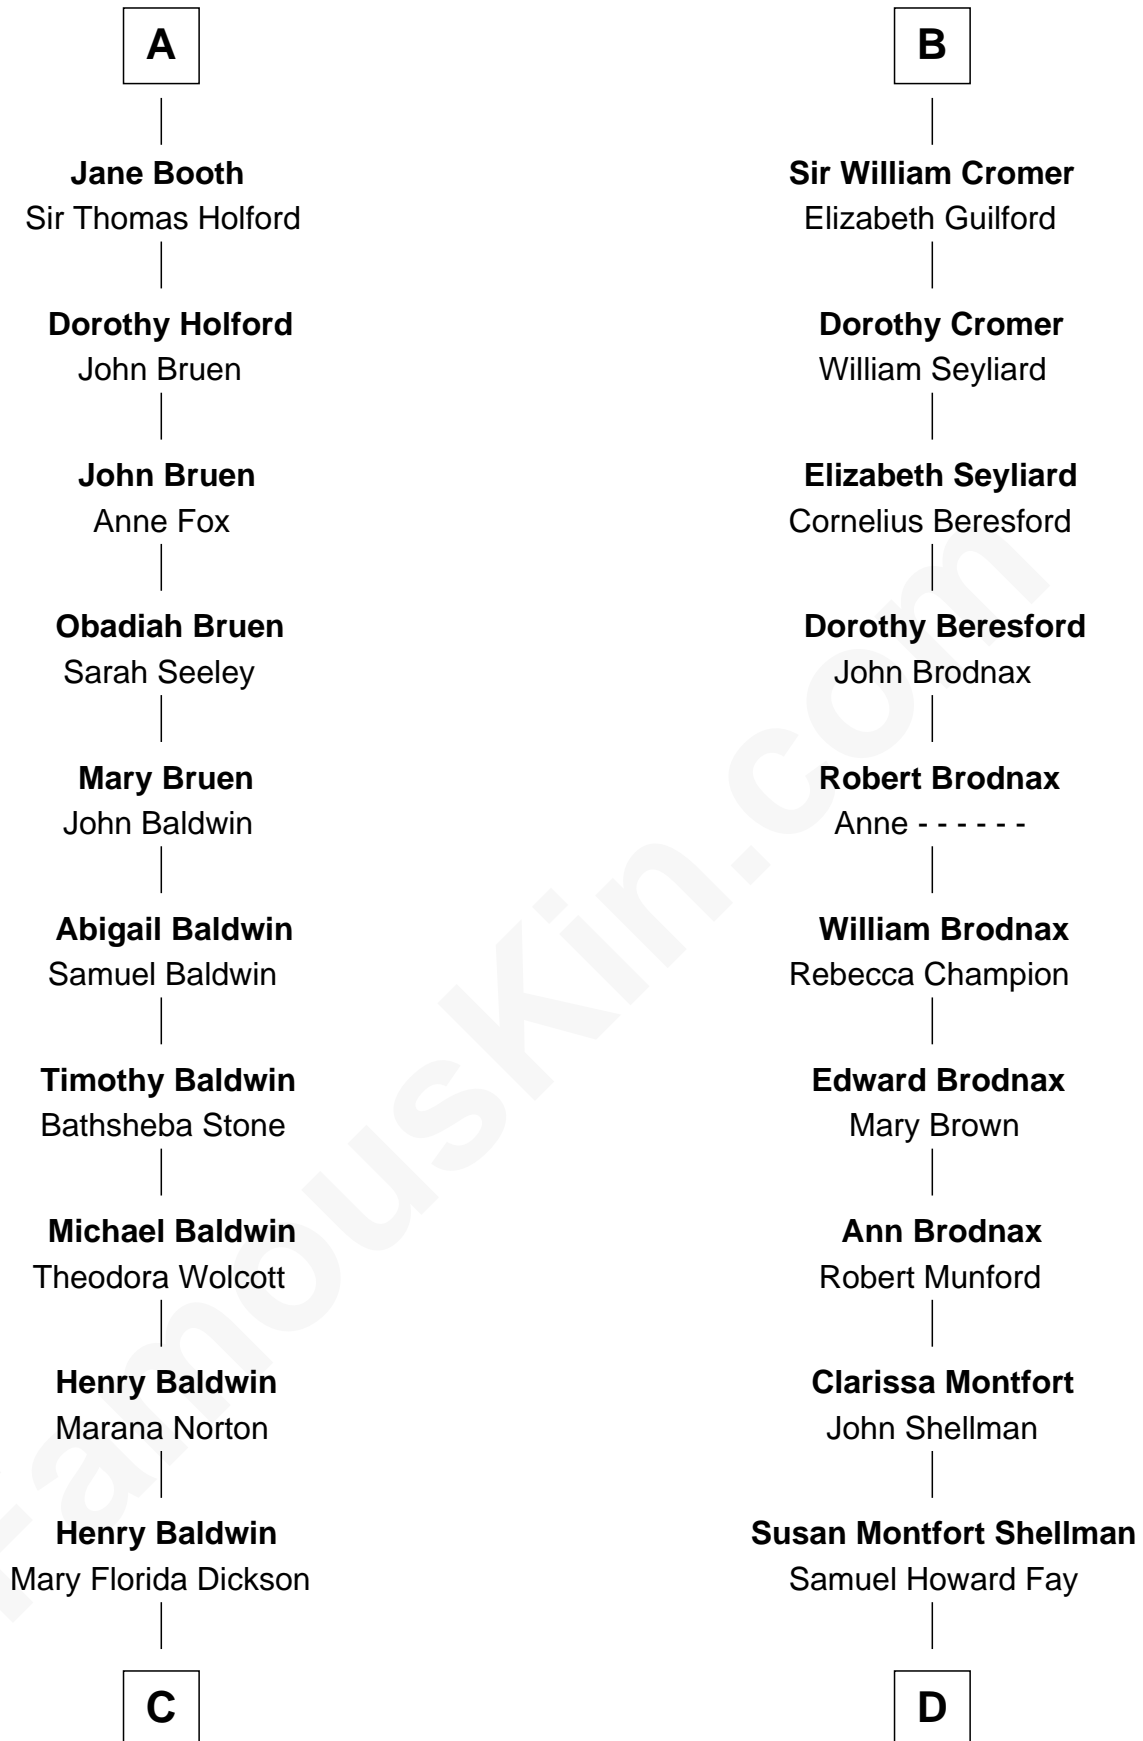 A
Jane Booth
Sir Thomas Holford
Dorothy Holford
John Bruen
John Bruen
Anne Fox
Obadiah Bruen
Sarah Seeley
Mary Bruen
John Baldwin
Abigail Baldwin
Samuel Baldwin
Timothy Baldwin
Bathsheba Stone
Michael Baldwin
Theodora Wolcott
Henry Baldwin
Marana Norton
Henry Baldwin
Mary Florida Dickson
C
B
Sir William Cromer
Elizabeth Guilford
Dorothy Cromer
William Seyliard
Elizabeth Seyliard
Cornelius Beresford
Dorothy Beresford
John Brodnax
Robert Brodnax
Anne - - - - - -
William Brodnax
Rebecca Champion
Edward Brodnax
Mary Brown
Ann Brodnax
Robert Munford
Clarissa Montfort
John Shellman
Susan Montfort Shellman
Samuel Howard Fay
D
FamousKin.com